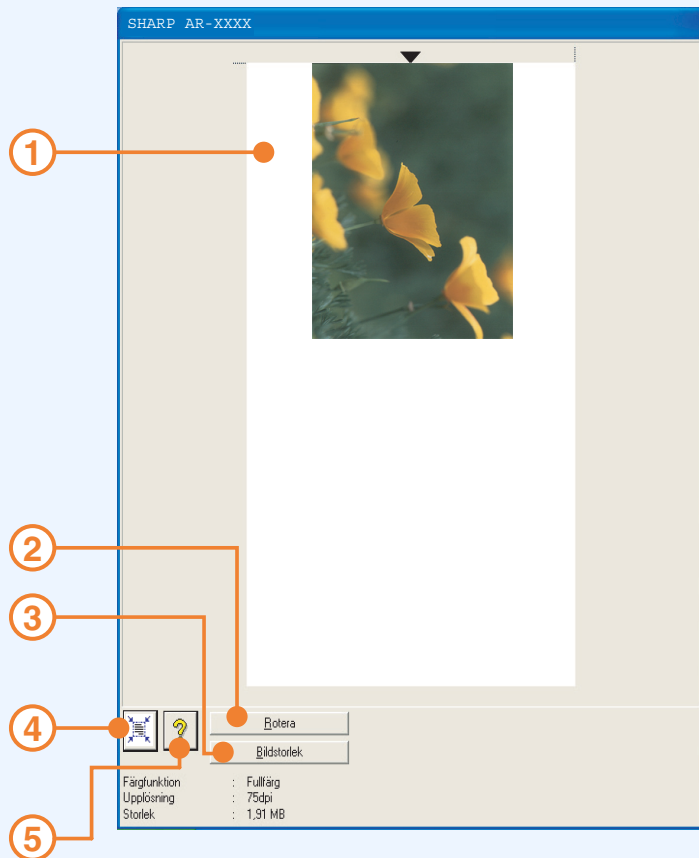 SHARP AR-XXXX
1
2
3
4
5
Rotera
Bildstorlek
Färgfunktion : Fullfärg
Upplösning : 75dpi
Storlek : 1,91 MB